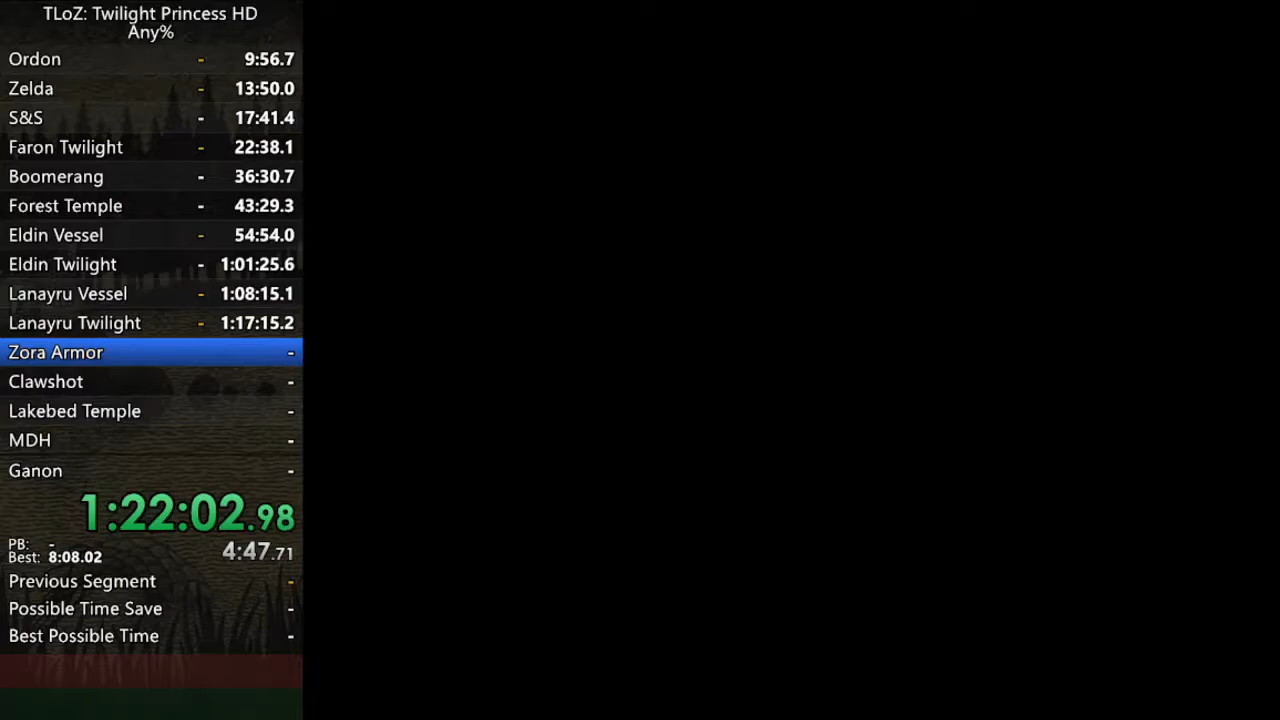 TLoZ: Twilight Princess HD
Any%
Ordon - 9:56.7
Zelda - 13:50.0
S&S - 17:41.4
Faron Twilight - 22:38.1
Boomerang - 36:30.7
Forest Temple - 43:29.3
Eldin Vessel - 54:54.0
Eldin Twilight - 1:01:25.6
Lanayru Vessel - 1:08:15.1
Lanayru Twilight - 1:17:15.2
Zora Armor -
Clawshot -
Lakebed Temple -
MDH -
Ganon -
1:22:02.98
PB: - 4:47.71
Best: 8:08.02
Previous Segment -
Possible Time Save -
Best Possible Time -